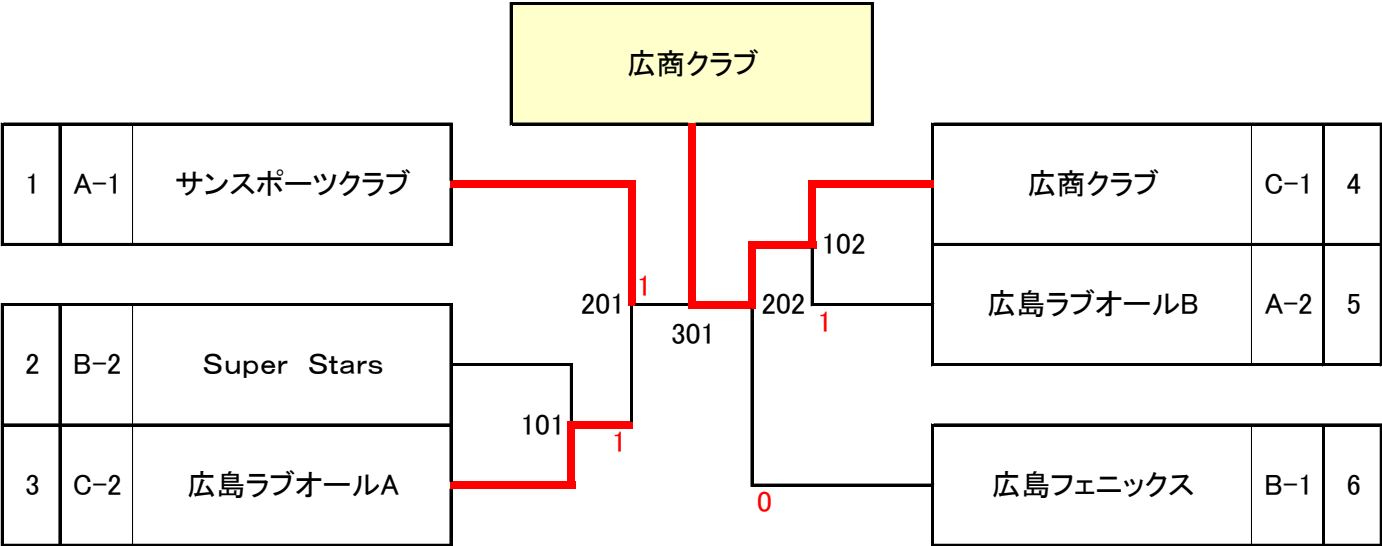 広商クラブ
1 A-1 サンスポーツクラブ
広商クラブ C-1 4
102
1
201
202
広島ラブオールB A-2 5
1
301
2 B-2 Super Stars
101
1
3 C-2 広島ラブオールA
広島フェニックス B-1 6
0